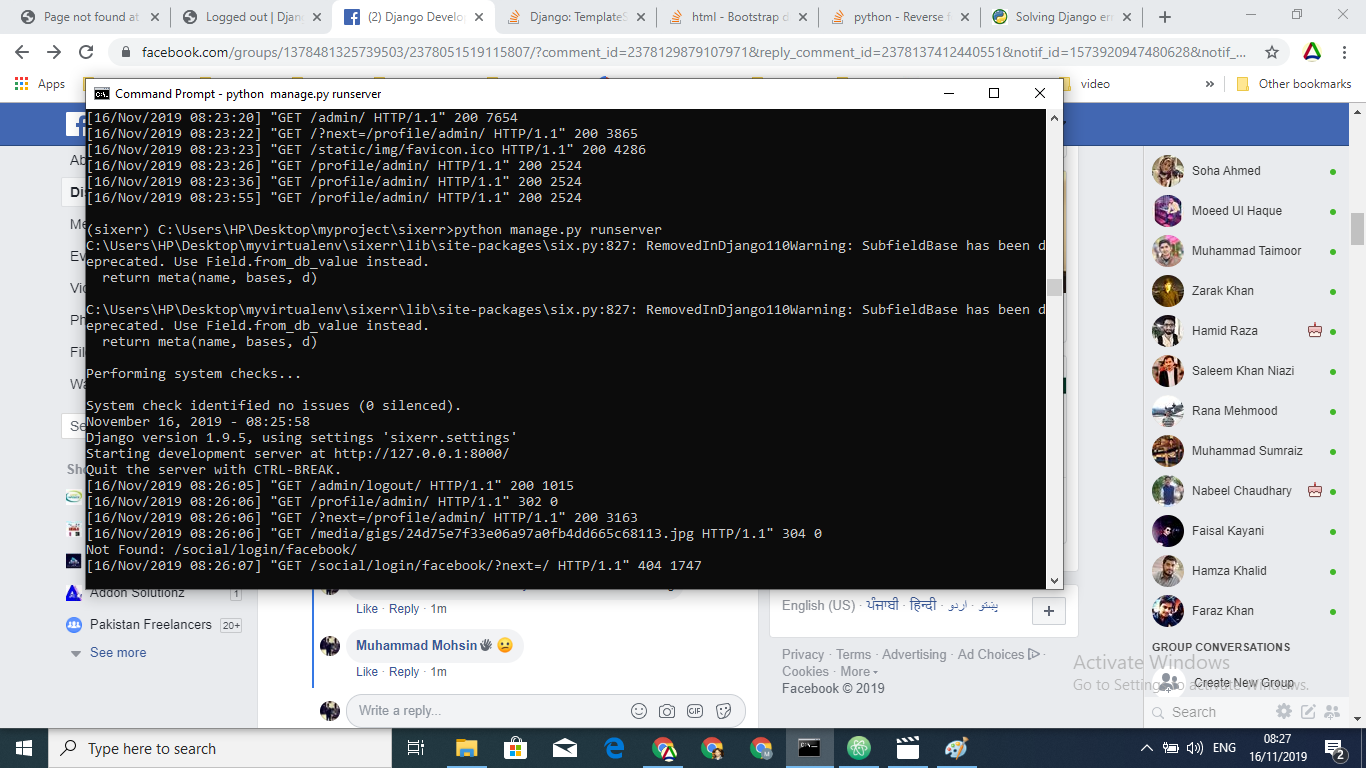 Page not found at
Logged out | Djan
(2) Django Develo
Django: TemplateS
html - Bootstrap d
python - Reverse f
Solving Django err
facebook.com/groups/1378481325739503/2378051519115807/?comment_id=2378129879107971&reply_comment_id=2378137412440551&notif_id=1573920947480628&notif_...
Apps
video
Other bookmarks
Command Prompt - python  manage.py runserver
[16/Nov/2019 08:23:20] "GET /admin/ HTTP/1.1" 200 7654
[16/Nov/2019 08:23:22] "GET /?next=/profile/admin/ HTTP/1.1" 200 3865
[16/Nov/2019 08:23:23] "GET /static/img/favicon.ico HTTP/1.1" 200 4286
[16/Nov/2019 08:23:26] "GET /profile/admin/ HTTP/1.1" 200 2524
[16/Nov/2019 08:23:36] "GET /profile/admin/ HTTP/1.1" 200 2524
[16/Nov/2019 08:23:55] "GET /profile/admin/ HTTP/1.1" 200 2524
(sixerr) C:\Users\HP\Desktop\myproject\sixerr>python manage.py runserver
C:\Users\HP\Desktop\myvirtualenv\sixerr\lib\site-packages\six.py:827: RemovedInDjango110Warning: SubfieldBase has been d
eprecated. Use Field.from_db_value instead.
return meta(name, bases, d)
C:\Users\HP\Desktop\myvirtualenv\sixerr\lib\site-packages\six.py:827: RemovedInDjango110Warning: SubfieldBase has been d
eprecated. Use Field.from_db_value instead.
return meta(name, bases, d)
Performing system checks...
System check identified no issues (0 silenced).
November 16, 2019 - 08:25:58
Django version 1.9.5, using settings 'sixerr.settings'
Starting development server at http://127.0.0.1:8000/
Quit the server with CTRL-BREAK.
[16/Nov/2019 08:26:05] "GET /admin/logout/ HTTP/1.1" 200 1015
[16/Nov/2019 08:26:06] "GET /profile/admin/ HTTP/1.1" 302 0
[16/Nov/2019 08:26:06] "GET /?next=/profile/admin/ HTTP/1.1" 200 3163
[16/Nov/2019 08:26:06] "GET /media/gigs/24d75e7f33e06a97a0fb4dd665c68113.jpg HTTP/1.1" 304 0
Not Found: /social/login/facebook/
[16/Nov/2019 08:26:07] "GET /social/login/facebook/?next=/ HTTP/1.1" 404 1747
Ab
Di
Me
Ev
Vi
Ph
Fil
Wa
Se
Sh
Addon Solutionz
1
Pakistan Freelancers
20+
See more
Like · Reply · 1m
Muhammad Mohsin
Like · Reply · 1m
Write a reply...
GIF
English (US) · ਪੰਜਾਬੀ · हिन्दी · اردو · پښتو
Privacy · Terms · Advertising · Ad Choices ·
Cookies · More
Facebook © 2019
Soha Ahmed
Moeed Ul Haque
Muhammad Taimoor
Zarak Khan
Hamid Raza
Saleem Khan Niazi
Rana Mehmood
Muhammad Sumraiz
Nabeel Chaudhary
Faisal Kayani
Hamza Khalid
Faraz Khan
GROUP CONVERSATIONS
Create New Group
Activate Windows
Go to Settings to activate Windows.
Search
Type here to search
ENG
08:27
16/11/2019
2